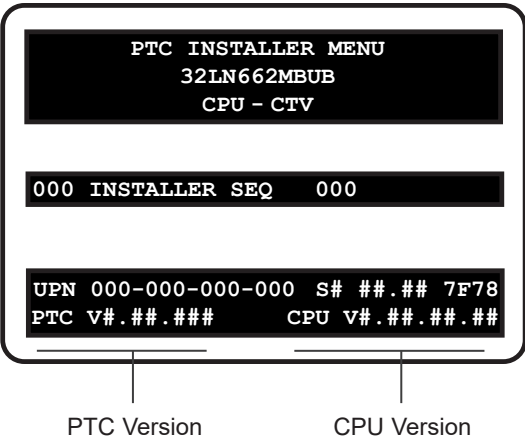 PTC INSTALLER MENU
32LN662MBUB
CPU - CTV
000 INSTALLER SEQ 000
UPN 000-000-000-000 S# ##.## 7F78
PTC V#.##.### CPU V#.##.##.##
PTC Version CPU Version